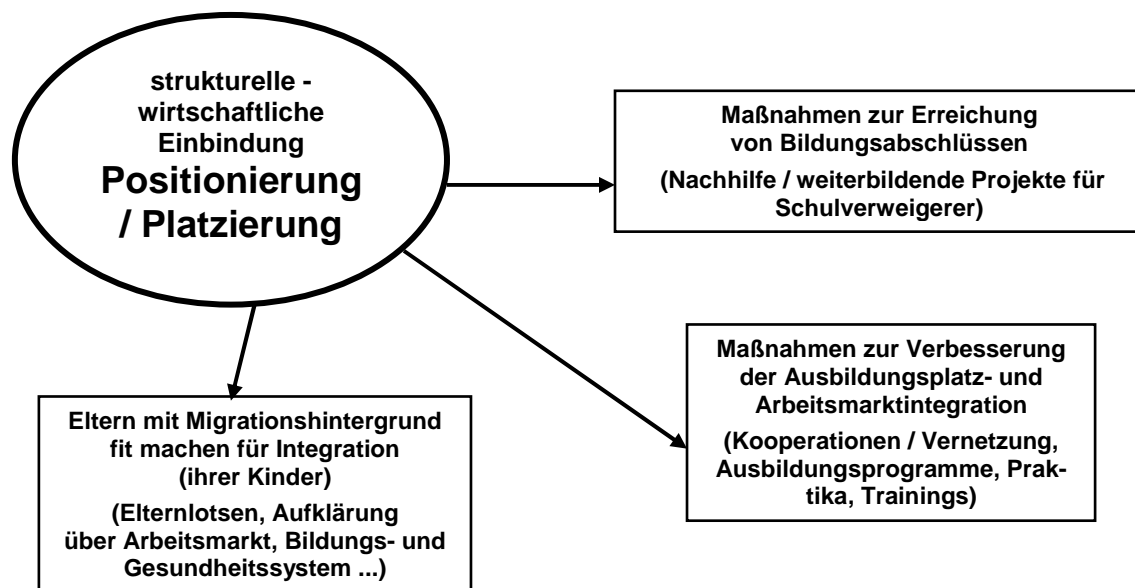 strukturelle -
wirtschaftliche
Einbindung
Positionierung
/ Platzierung
Maßnahmen zur Erreichung
von Bildungsabschlüssen
(Nachhilfe / weiterbildende Projekte für
Schulverweigerer)
Maßnahmen zur Verbesserung
der Ausbildungsplatz- und
Arbeitsmarktintegration
(Kooperationen / Vernetzung,
Ausbildungsprogramme, Prak-
tika, Trainings)
Eltern mit Migrationshintergrund
fit machen für Integration
(ihrer Kinder)
(Elternlotsen, Aufklärung
über Arbeitsmarkt, Bildungs- und
Gesundheitssystem ...)